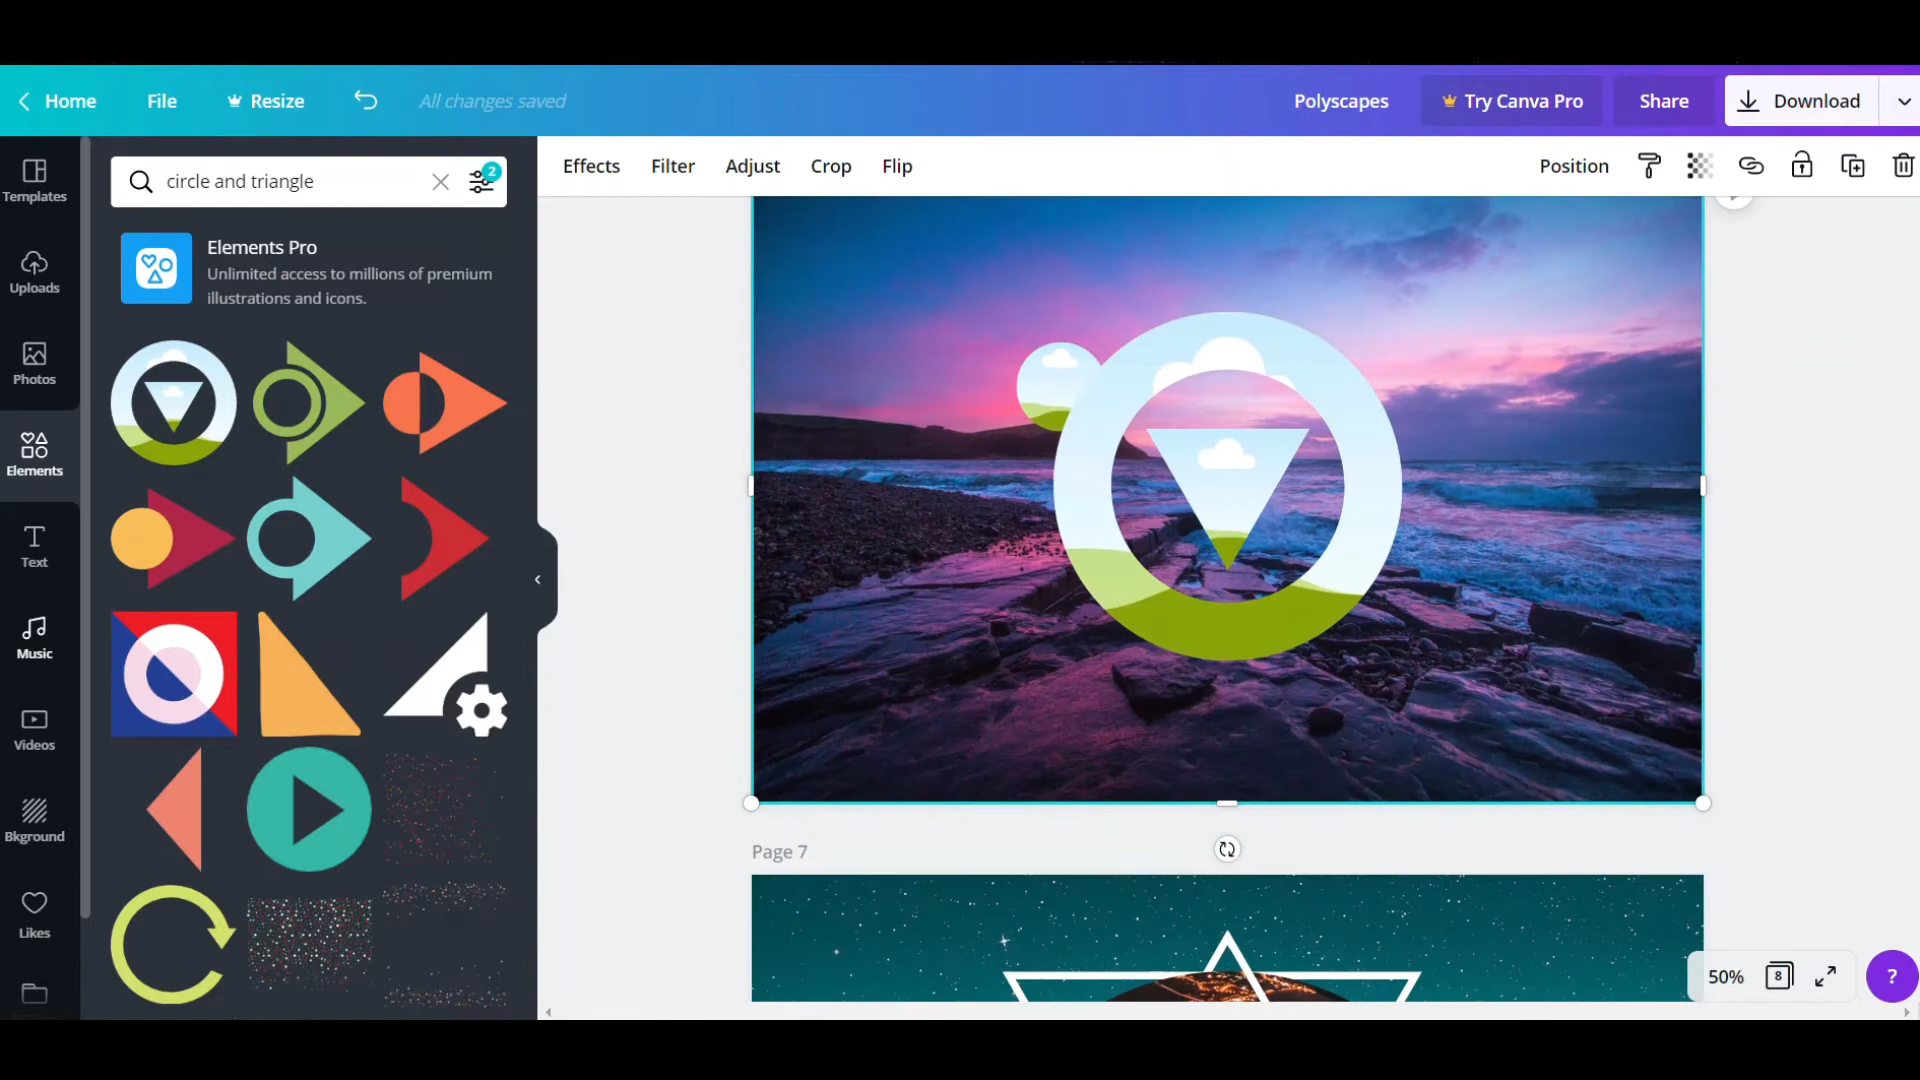 Home File Resize All changes saved Polyscapes Try Canva Pro Share Download
circle and triangle 2
Effects Filter Adjust Crop Flip Position
Templates
Uploads
Photos
Elements
Text
Music
Videos
Bkground
Likes
Elements Pro
Unlimited access to millions of premium
illustrations and icons.
Page 7
50% 8 ?